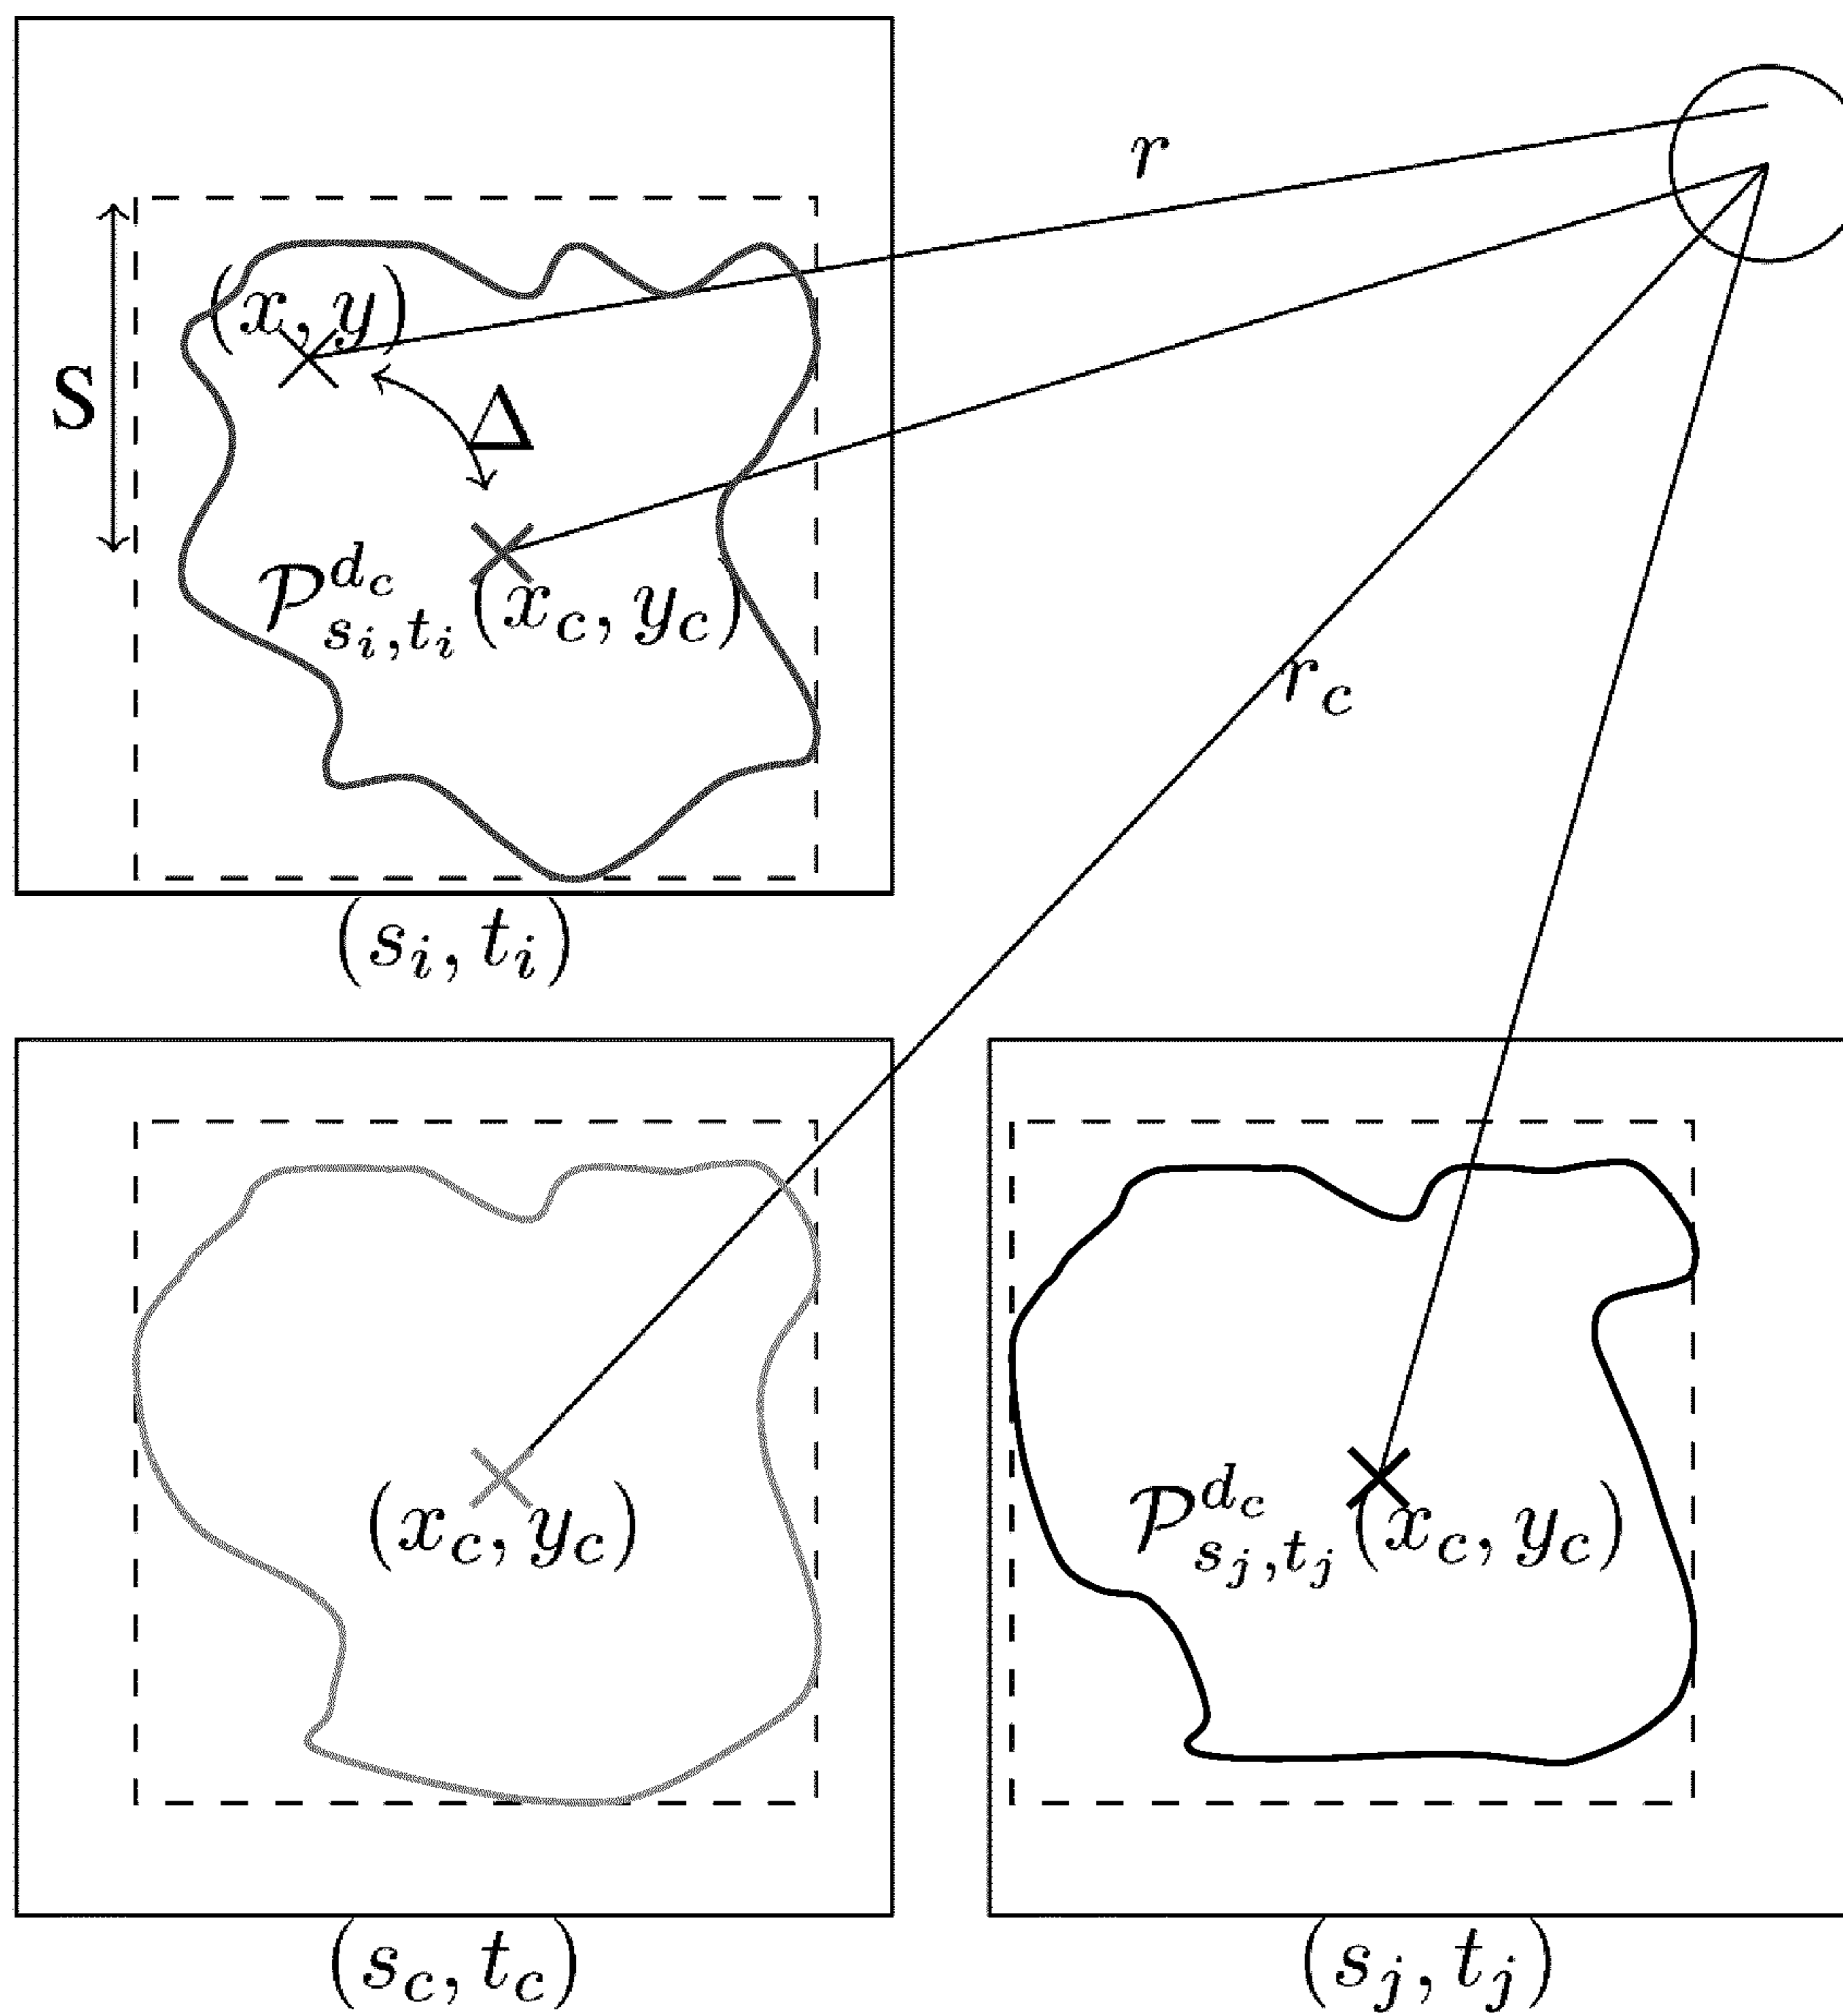 r
(x, y)
S
Δ
𝒫^{d_c}_{s_i,t_i}(x_c, y_c)
r_c
(s_i, t_i)
(x_c, y_c)
𝒫^{d_c}_{s_j,t_j}(x_c, y_c)
(s_c, t_c)
(s_j, t_j)